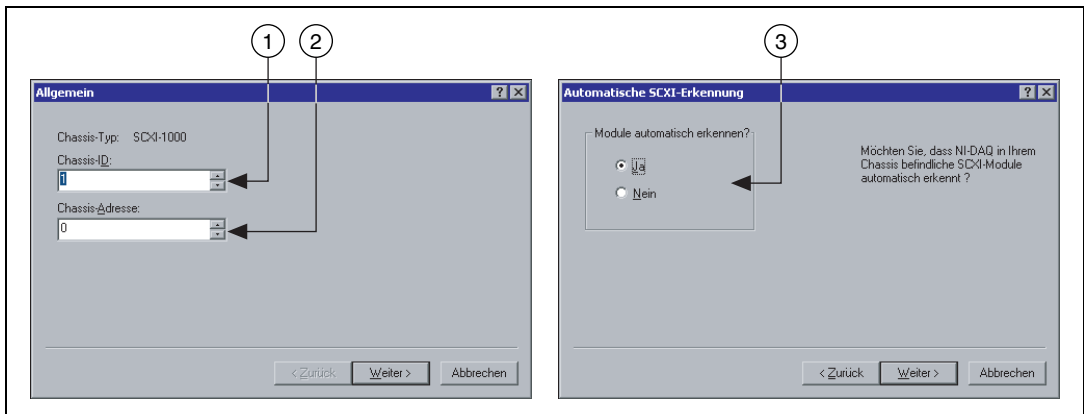 1
2
3
Allgemein
Chassis-Typ: SCXI-1000
Chassis-ID:
1
Chassis-Adresse:
0
< Zurück
Weiter >
Abbrechen
Automatische SCXI-Erkennung
Module automatisch erkennen?
Ja
Nein
Möchten Sie, dass NI-DAQ in Ihrem
Chassis befindliche SCXI-Module
automatisch erkennt ?
< Zurück
Weiter >
Abbrechen